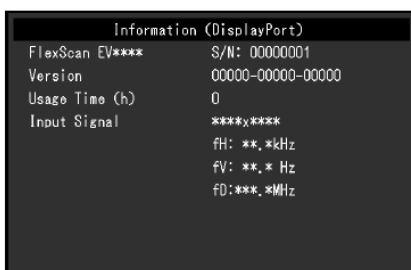 Information (DisplayPort)
FlexScan EV**** S/N: 00000001
Version 00000-00000-00000
Usage Time (h) 0
Input Signal ****x****
fH: **.*kHz
fV: **.* Hz
fD:***.*MHz